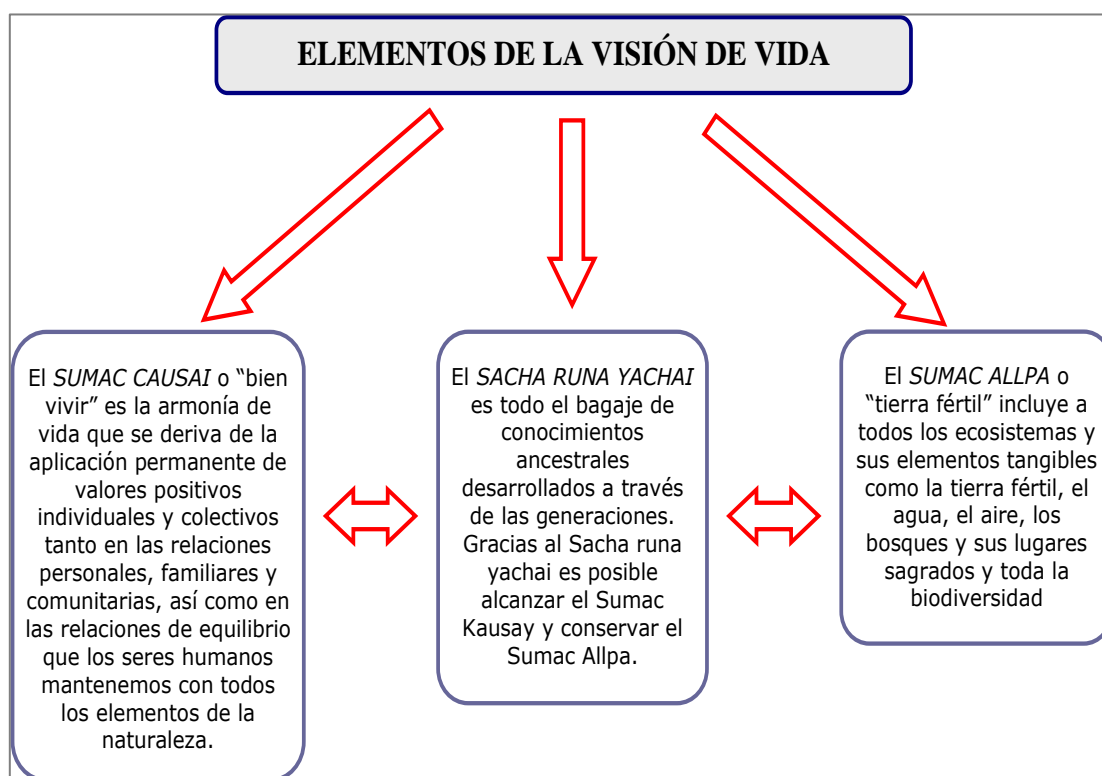 ELEMENTOS DE LA VISIÓN DE VIDA
El SUMAC CAUSAI o “bien
vivir” es la armonía de
vida que se deriva de la
aplicación permanente de
valores positivos
individuales y colectivos
tanto en las relaciones
personales, familiares y
comunitarias, así como en
las relaciones de equilibrio
que los seres humanos
mantenemos con todos
los elementos de la
naturaleza.
El SACHA RUNA YACHAI
es todo el bagaje de
conocimientos
ancestrales
desarrollados a través
de las generaciones.
Gracias al Sacha runa
yachai es posible
alcanzar el Sumac
Kausay y conservar el
Sumac Allpa.
El SUMAC ALLPA o
“tierra fértil” incluye a
todos los ecosistemas y
sus elementos tangibles
como la tierra fértil, el
agua, el aire, los
bosques y sus lugares
sagrados y toda la
biodiversidad